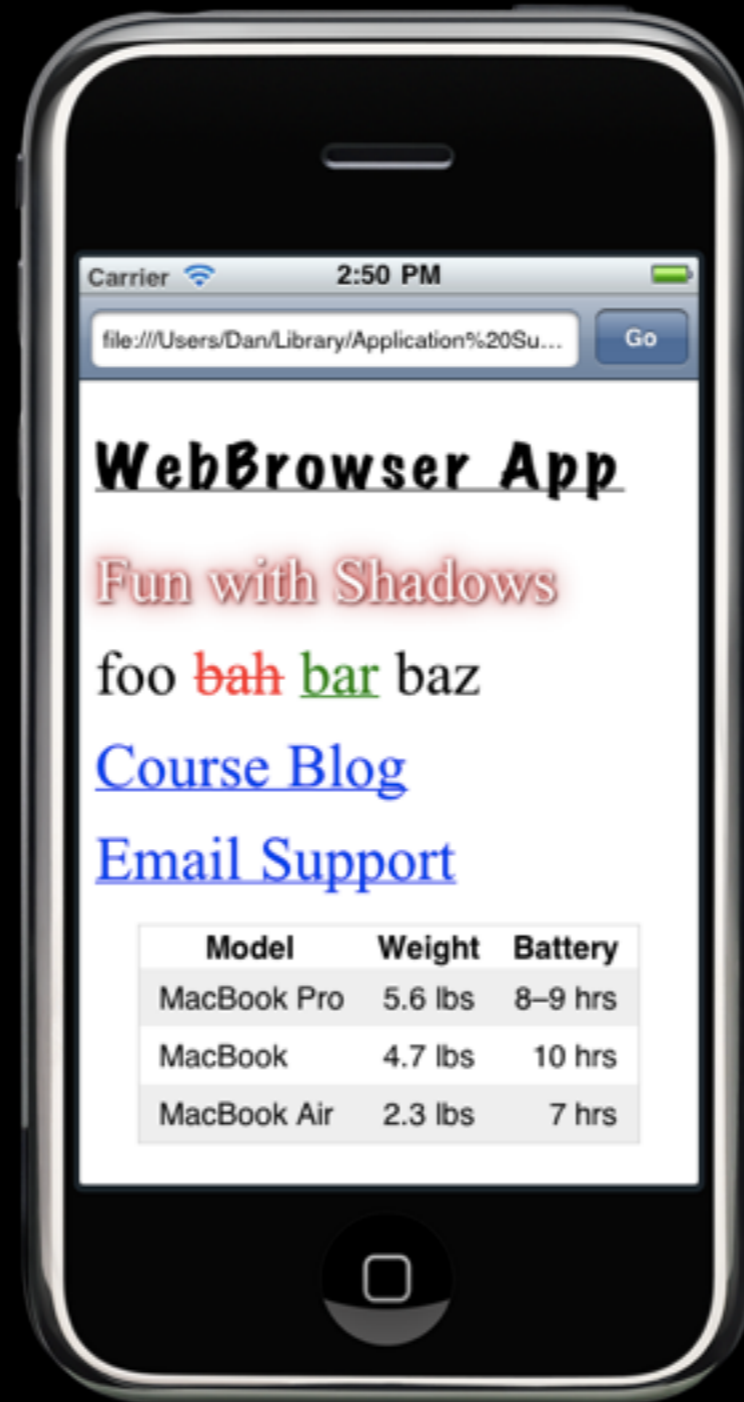 Carrier 2:50 PM
file:///Users/Dan/Library/Application%20Su... Go
WebBrowser App
Fun with Shadows
foo bah bar baz
Course Blog
Email Support
Model Weight Battery
MacBook Pro 5.6 lbs 8–9 hrs
MacBook 4.7 lbs 10 hrs
MacBook Air 2.3 lbs 7 hrs